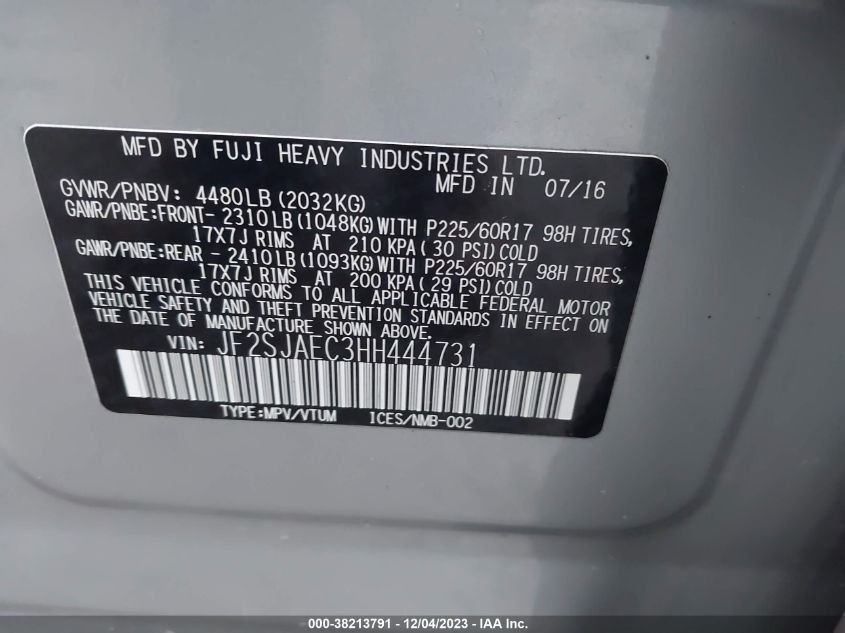 MFD BY FUJI HEAVY INDUSTRIES LTD.
MFD IN 07/16
GVWR/PNBV: 4480LB (2032KG)
GAWR/PNBE:FRONT- 2310LB (1048KG) WITH P225/60R17 98H TIRES,
17X7J RIMS AT 210 KPA ( 30 PSI) COLD
GAWR/PNBE:REAR - 2410LB (1093KG) WITH P225/60R17 98H TIRES,
17X7J RIMS AT 200 KPA ( 29 PSI) COLD
THIS VEHICLE CONFORMS TO ALL APPLICABLE FEDERAL MOTOR
VEHICLE SAFETY AND THEFT PREVENTION STANDARDS IN EFFECT ON
THE DATE OF MANUFACTURE SHOWN ABOVE.
VIN: JF2SJAEC3HH444731
TYPE:MPV/VTUM ICES/NMB-002
000-38213791 - 12/04/2023 - IAA Inc.